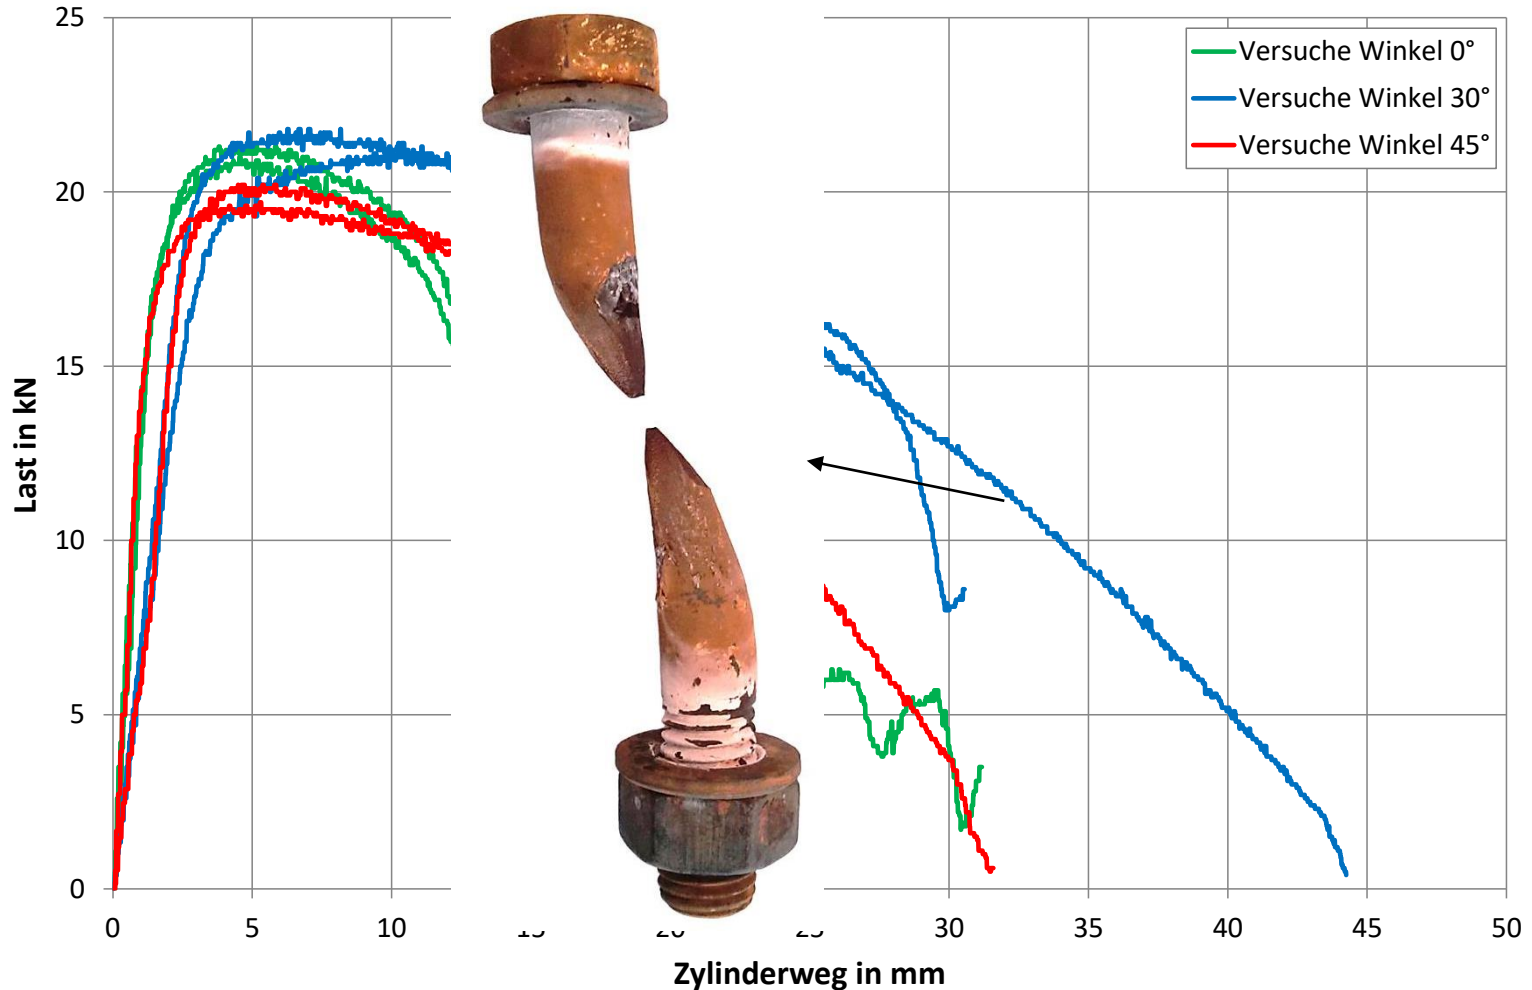 25
20
15
10
5
0
Last in kN
Versuche Winkel 0°
Versuche Winkel 30°
Versuche Winkel 45°
0 5 10 30 35 40 45 50
Zylinderweg in mm